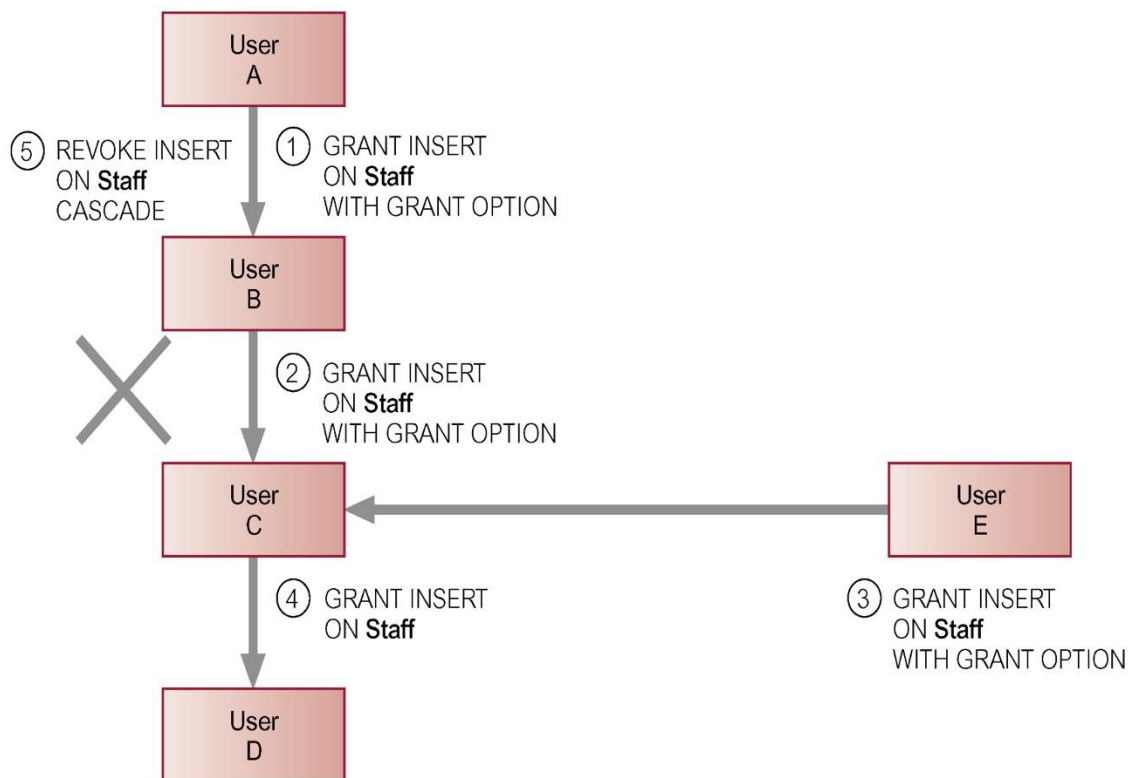 User
A
⑤ REVOKE INSERT
ON Staff
CASCADE
① GRANT INSERT
ON Staff
WITH GRANT OPTION
User
B
② GRANT INSERT
ON Staff
WITH GRANT OPTION
User
C
User
E
④ GRANT INSERT
ON Staff
③ GRANT INSERT
ON Staff
WITH GRANT OPTION
User
D